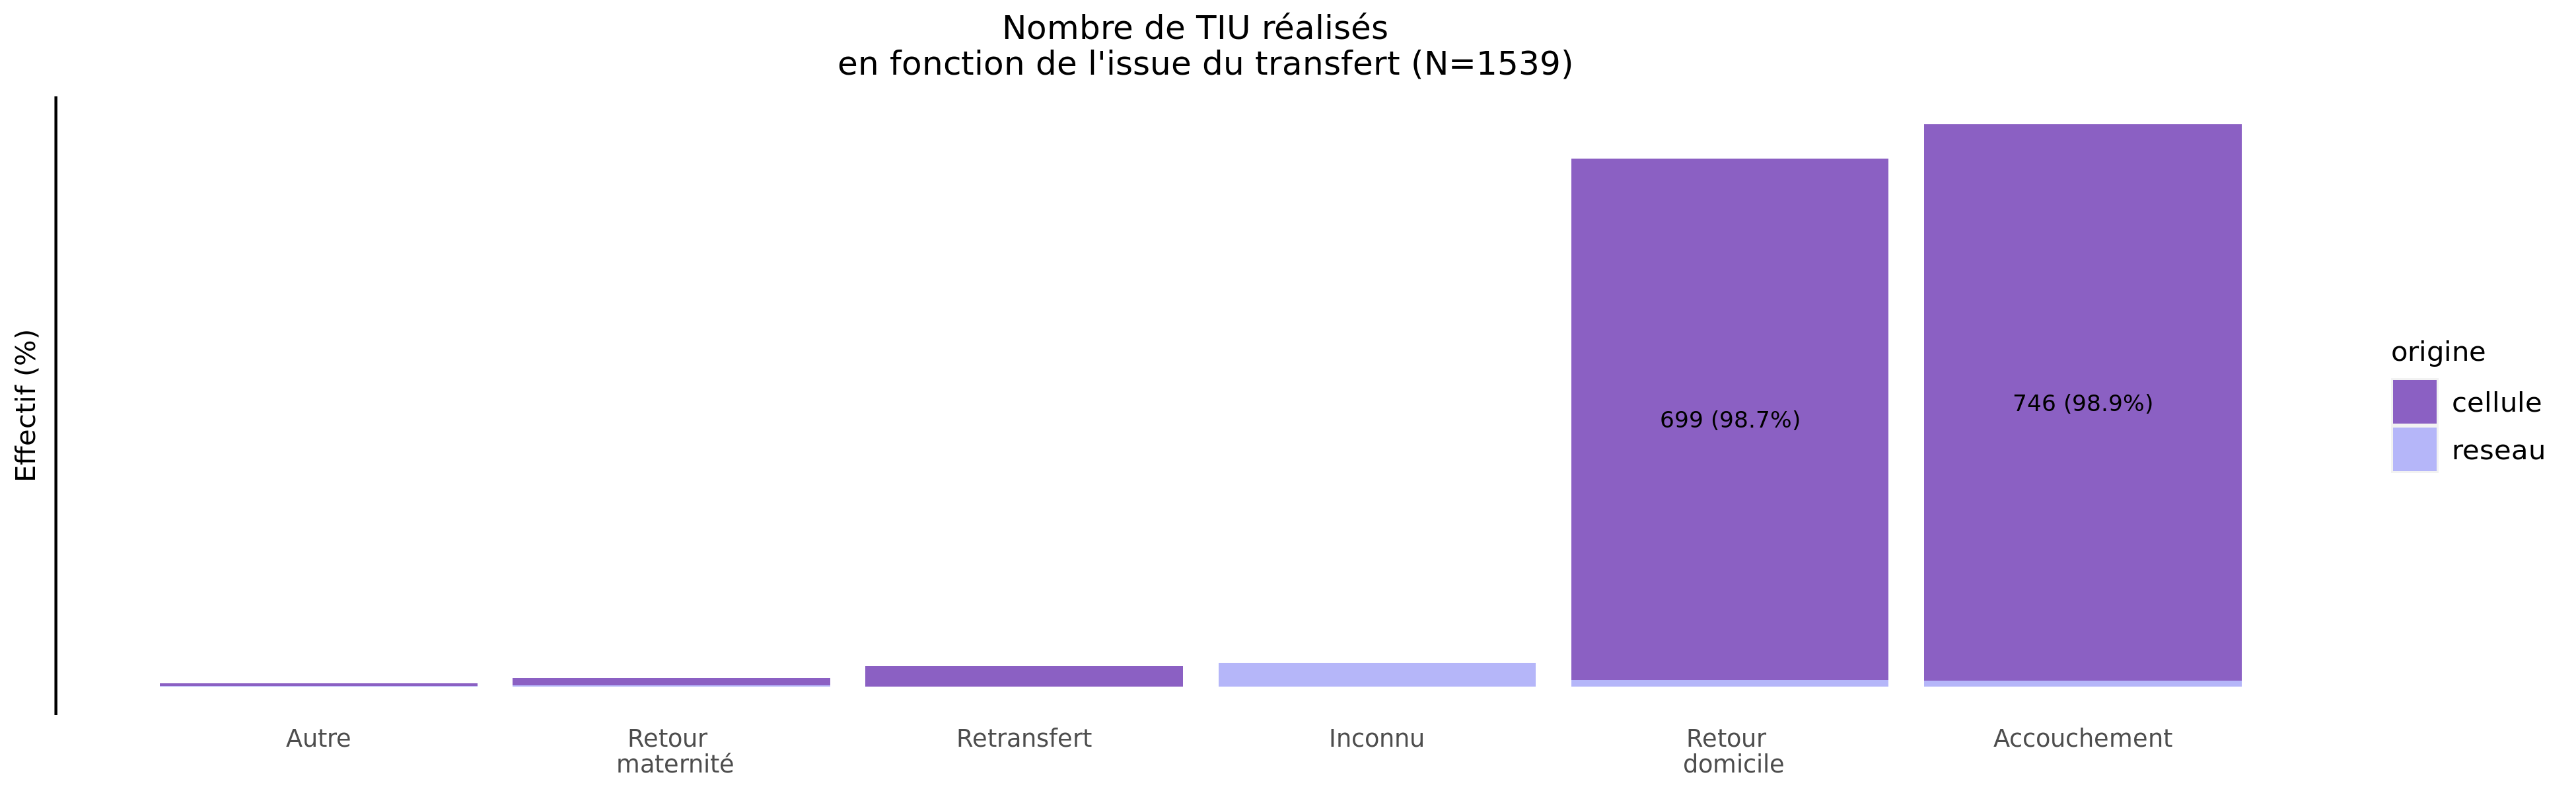 Nombre de TIU réalisés
en fonction de l'issue du transfert (N=1539)
Effectif (%)
699 (98.7%)
746 (98.9%)
origine
cellule
reseau
Autre
Retour
maternité
Retransfert
Inconnu
Retour
domicile
Accouchement